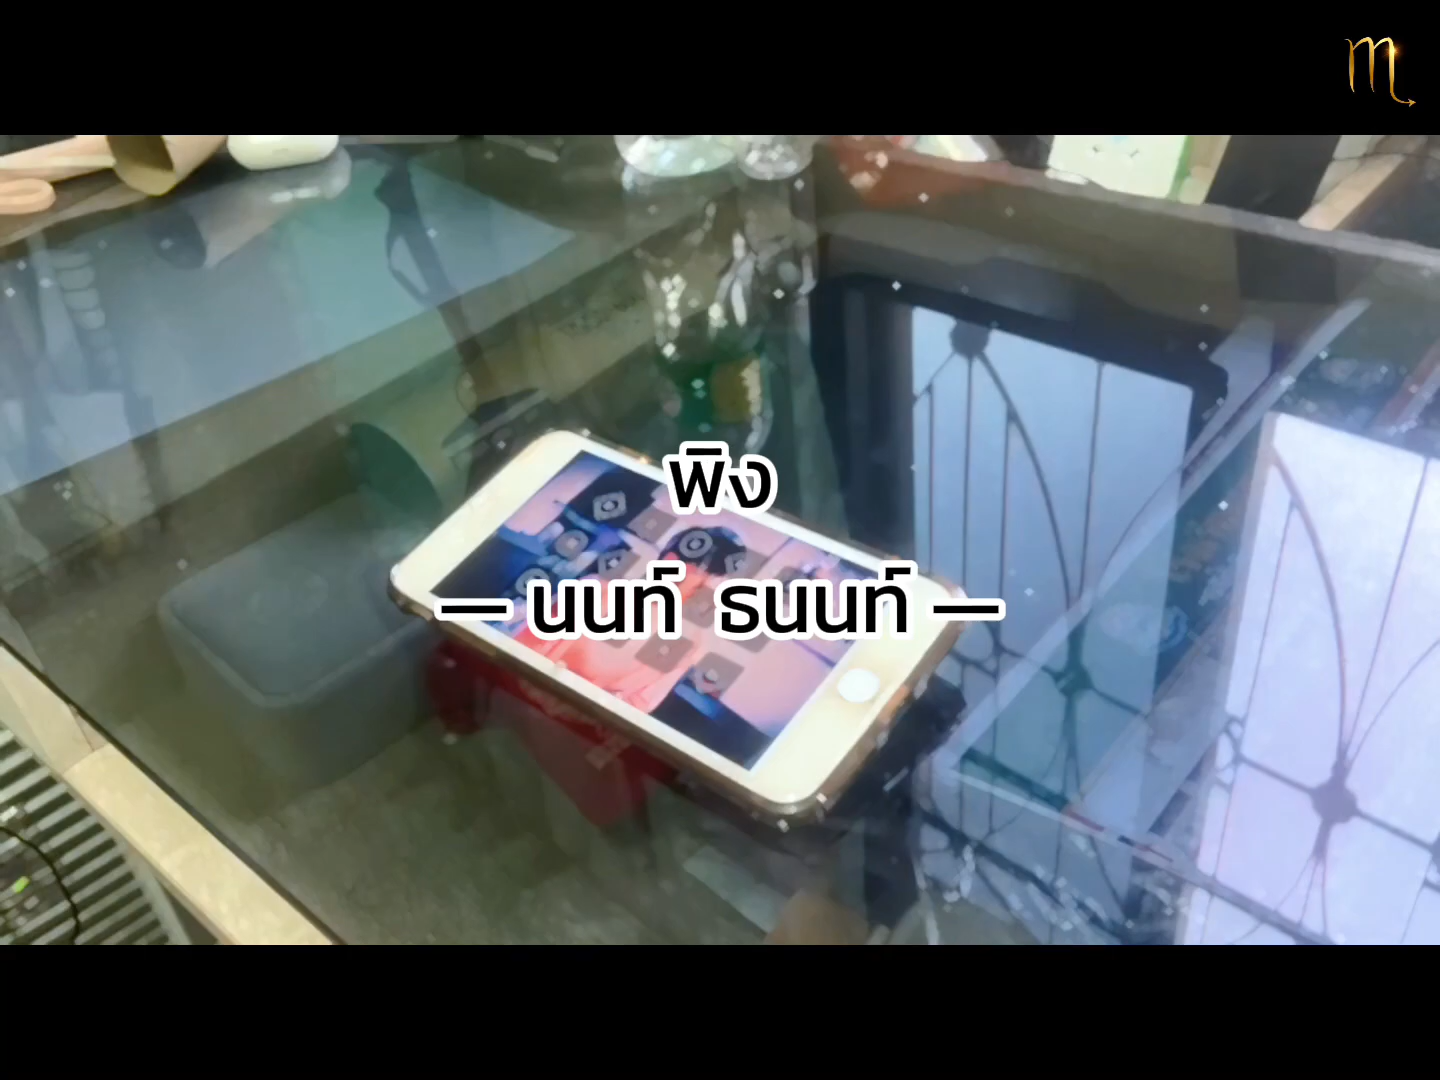 พิง
— นนท์ ธนนท์ —